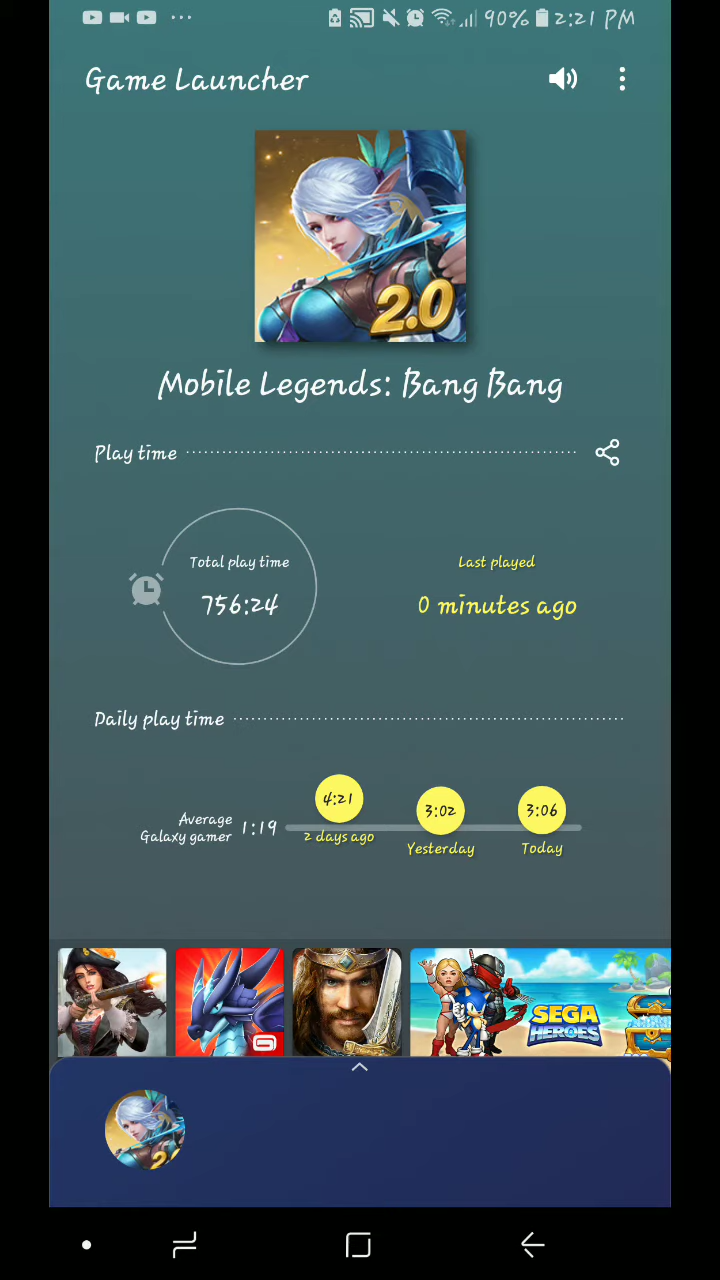 90% 2:21 PM
Game Launcher
2.0
Mobile Legends: Bang Bang
Play time
Total play time
756:24
Last played
0 minutes ago
Daily play time
Average
Galaxy gamer
1:19
4:21
2 days ago
3:02
Yesterday
3:06
Today
SEGA
HEROES
2.0